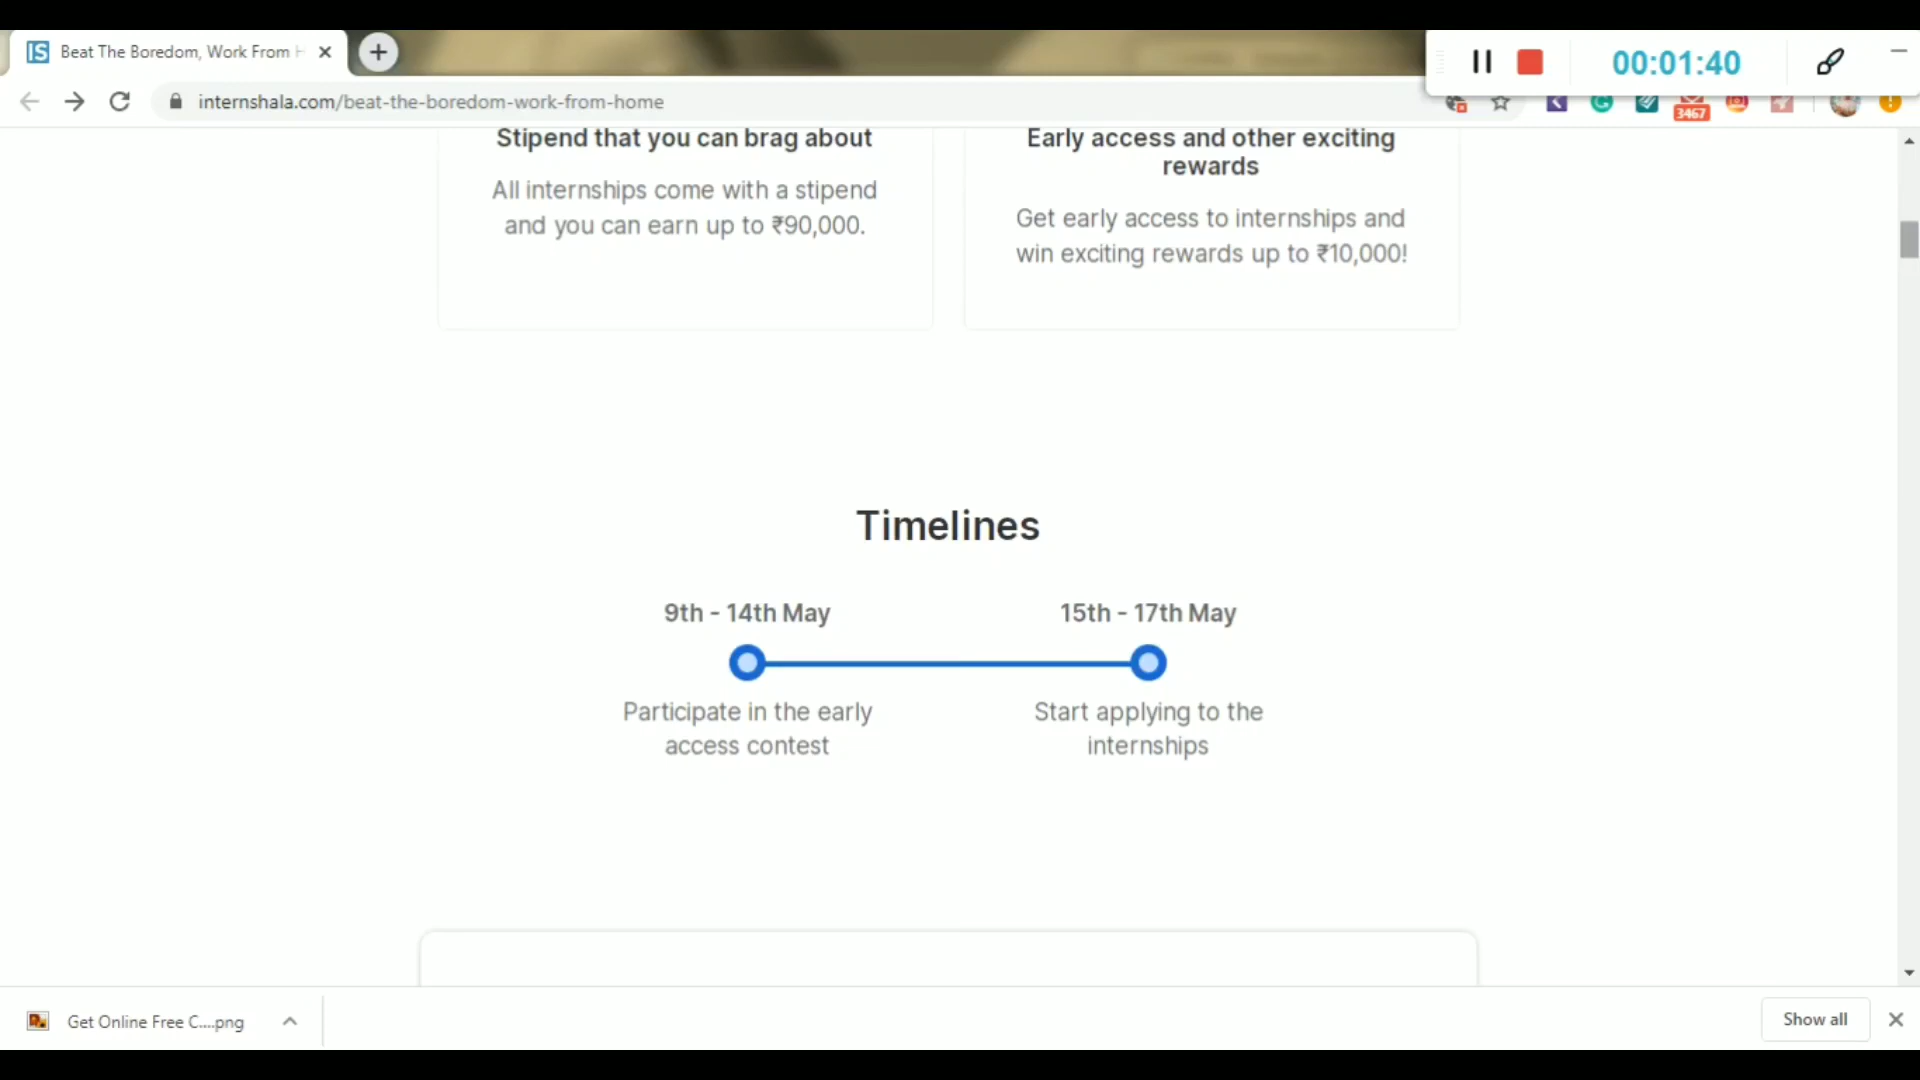 Beat The Boredom, Work From H
00:01:40
internshala.com/beat-the-boredom-work-from-home
3467
Stipend that you can brag about
All internships come with a stipend
and you can earn up to ₹90,000.
Early access and other exciting
rewards
Get early access to internships and
win exciting rewards up to ₹10,000!
Timelines
9th - 14th May
15th - 17th May
Participate in the early
access contest
Start applying to the
internships
Get Online Free C....png
Show all